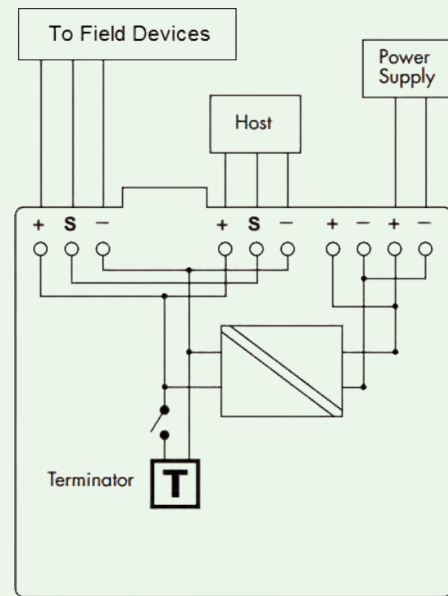 To Field Devices
Power
Supply
Host
+ S − + S − + − + −
Terminator
T